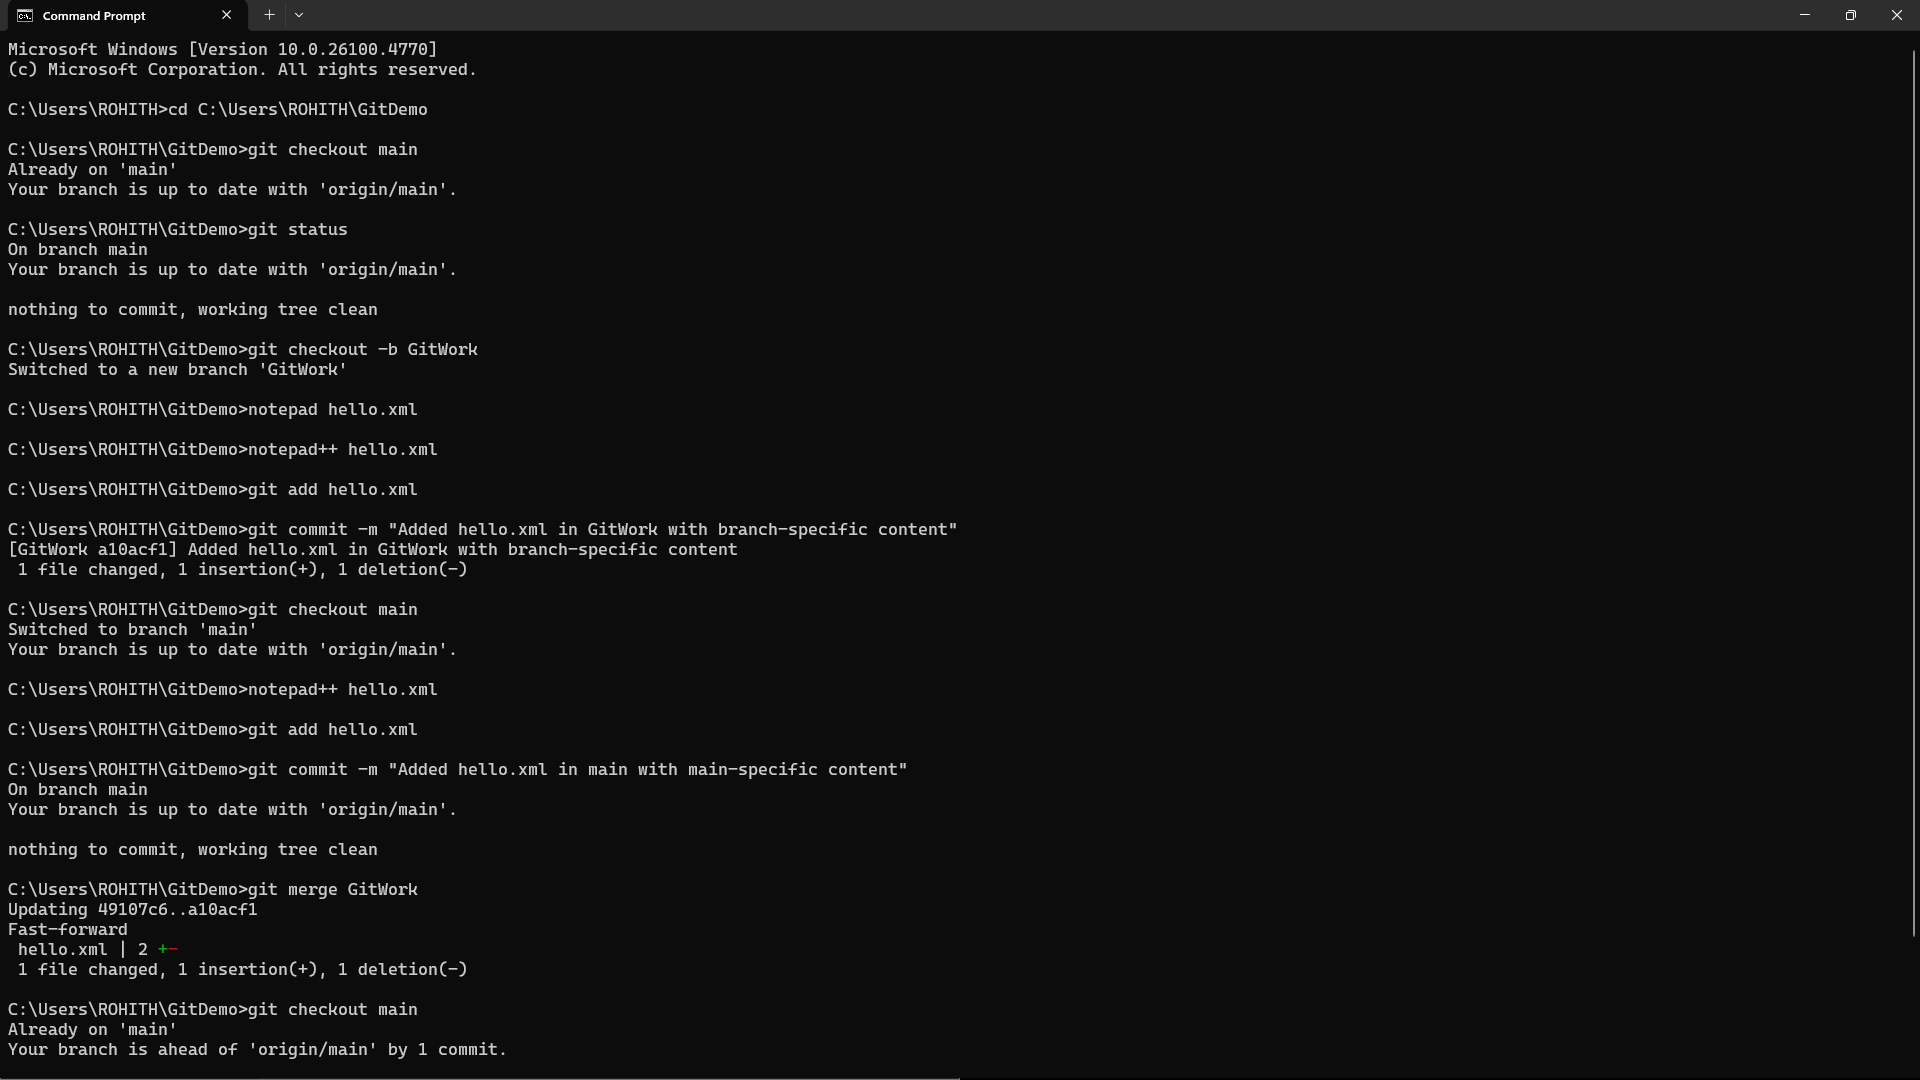 Command Prompt
Microsoft Windows [Version 10.0.26100.4770]
(c) Microsoft Corporation. All rights reserved.
C:\Users\ROHITH>cd C:\Users\ROHITH\GitDemo
C:\Users\ROHITH\GitDemo>git checkout main
Already on 'main'
Your branch is up to date with 'origin/main'.
C:\Users\ROHITH\GitDemo>git status
On branch main
Your branch is up to date with 'origin/main'.
nothing to commit, working tree clean
C:\Users\ROHITH\GitDemo>git checkout -b GitWork
Switched to a new branch 'GitWork'
C:\Users\ROHITH\GitDemo>notepad hello.xml
C:\Users\ROHITH\GitDemo>notepad++ hello.xml
C:\Users\ROHITH\GitDemo>git add hello.xml
C:\Users\ROHITH\GitDemo>git commit -m "Added hello.xml in GitWork with branch-specific content"
[GitWork a10acf1] Added hello.xml in GitWork with branch-specific content
 1 file changed, 1 insertion(+), 1 deletion(-)
C:\Users\ROHITH\GitDemo>git checkout main
Switched to branch 'main'
Your branch is up to date with 'origin/main'.
C:\Users\ROHITH\GitDemo>notepad++ hello.xml
C:\Users\ROHITH\GitDemo>git add hello.xml
C:\Users\ROHITH\GitDemo>git commit -m "Added hello.xml in main with main-specific content"
On branch main
Your branch is up to date with 'origin/main'.
nothing to commit, working tree clean
C:\Users\ROHITH\GitDemo>git merge GitWork
Updating 49107c6..a10acf1
Fast-forward
 hello.xml | 2 +-
 1 file changed, 1 insertion(+), 1 deletion(-)
C:\Users\ROHITH\GitDemo>git checkout main
Already on 'main'
Your branch is ahead of 'origin/main' by 1 commit.